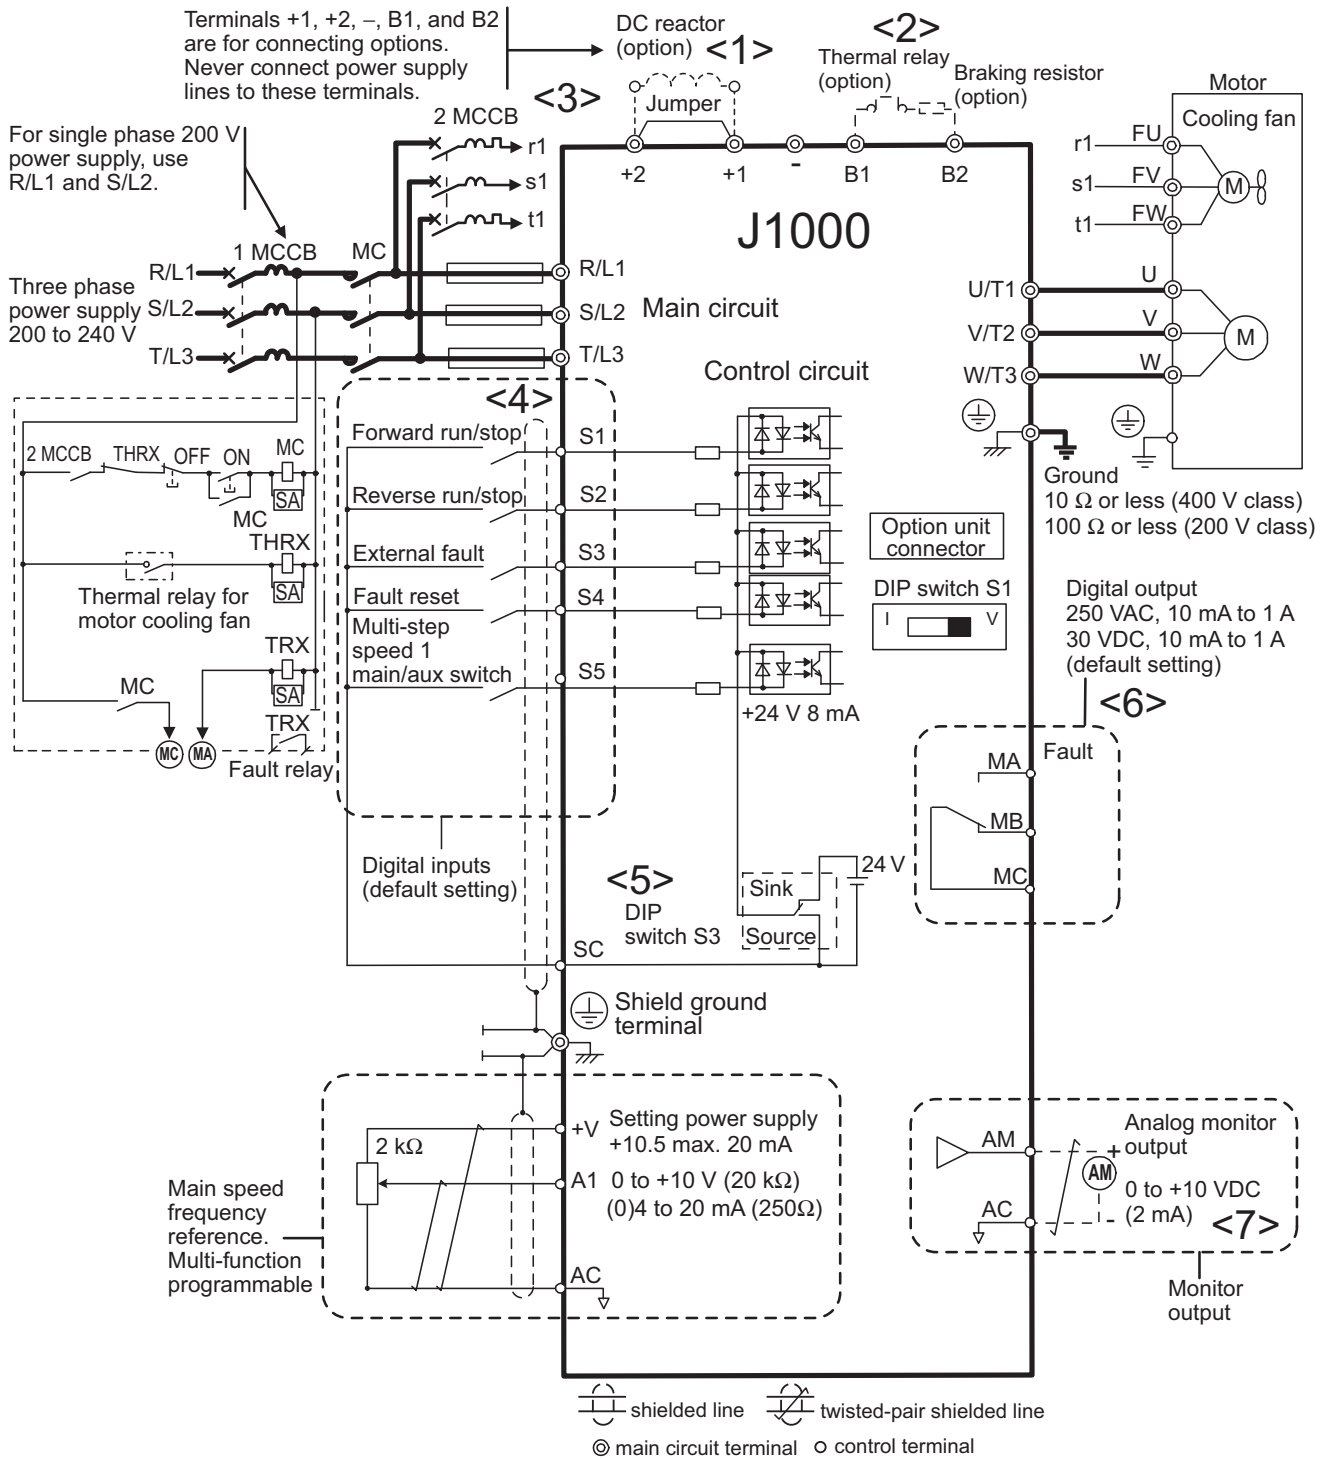 Terminals +1, +2, –, B1, and B2
are for connecting options.
Never connect power supply
lines to these terminals.
DC reactor
(option) <1>
<2>
Thermal relay
(option)
Braking resistor
(option)
Jumper
<3>
2 MCCB
r1
s1
t1
For single phase 200 V
power supply, use
R/L1 and S/L2.
+2
+1
-
B1
B2
J1000
Motor
Cooling fan
r1
FU
s1
FV
t1
FW
M
1 MCCB
MC
Three phase
power supply
200 to 240 V
R/L1
S/L2
T/L3
R/L1
S/L2
T/L3
Main circuit
U/T1
V/T2
W/T3
U
V
W
M
Ground
10 Ω or less (400 V class)
100 Ω or less (200 V class)
Control circuit
<4>
Forward run/stop
S1
Reverse run/stop
S2
External fault
S3
Fault reset
S4
Multi-step
speed 1
main/aux switch
S5
+24 V 8 mA
Option unit
connector
DIP switch S1
I
V
2 MCCB
THRX
OFF
ON
MC
SA
MC
THRX
SA
Thermal relay for
motor cooling fan
TRX
SA
MC
TRX
MC
MA
Fault relay
Digital inputs
(default setting)
Digital output
250 VAC, 10 mA to 1 A
30 VDC, 10 mA to 1 A
(default setting)
<6>
Fault
MA
MB
MC
<5>
DIP
switch S3
Sink
Source
24 V
SC
Shield ground
terminal
Main speed
frequency
reference.
Multi-function
programmable
2 kΩ
+V
Setting power supply
+10.5 max. 20 mA
A1
0 to +10 V (20 kΩ)
(0)4 to 20 mA (250Ω)
AC
AM
AC
+
-
AM
Analog monitor
output
0 to +10 VDC
(2 mA)
<7>
Monitor
output
shielded line
twisted-pair shielded line
main circuit terminal
control terminal